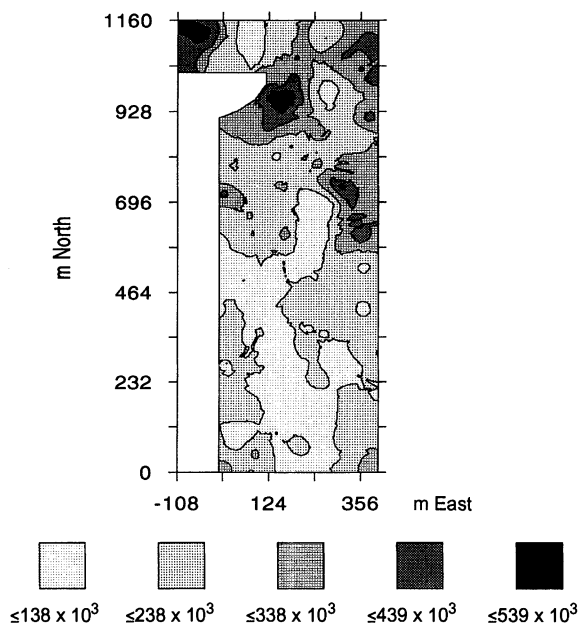 1160
928
696
m North
464
232
0
-108 124 356 m East
≤138 x 10³ ≤238 x 10³ ≤338 x 10³ ≤439 x 10³ ≤539 x 10³